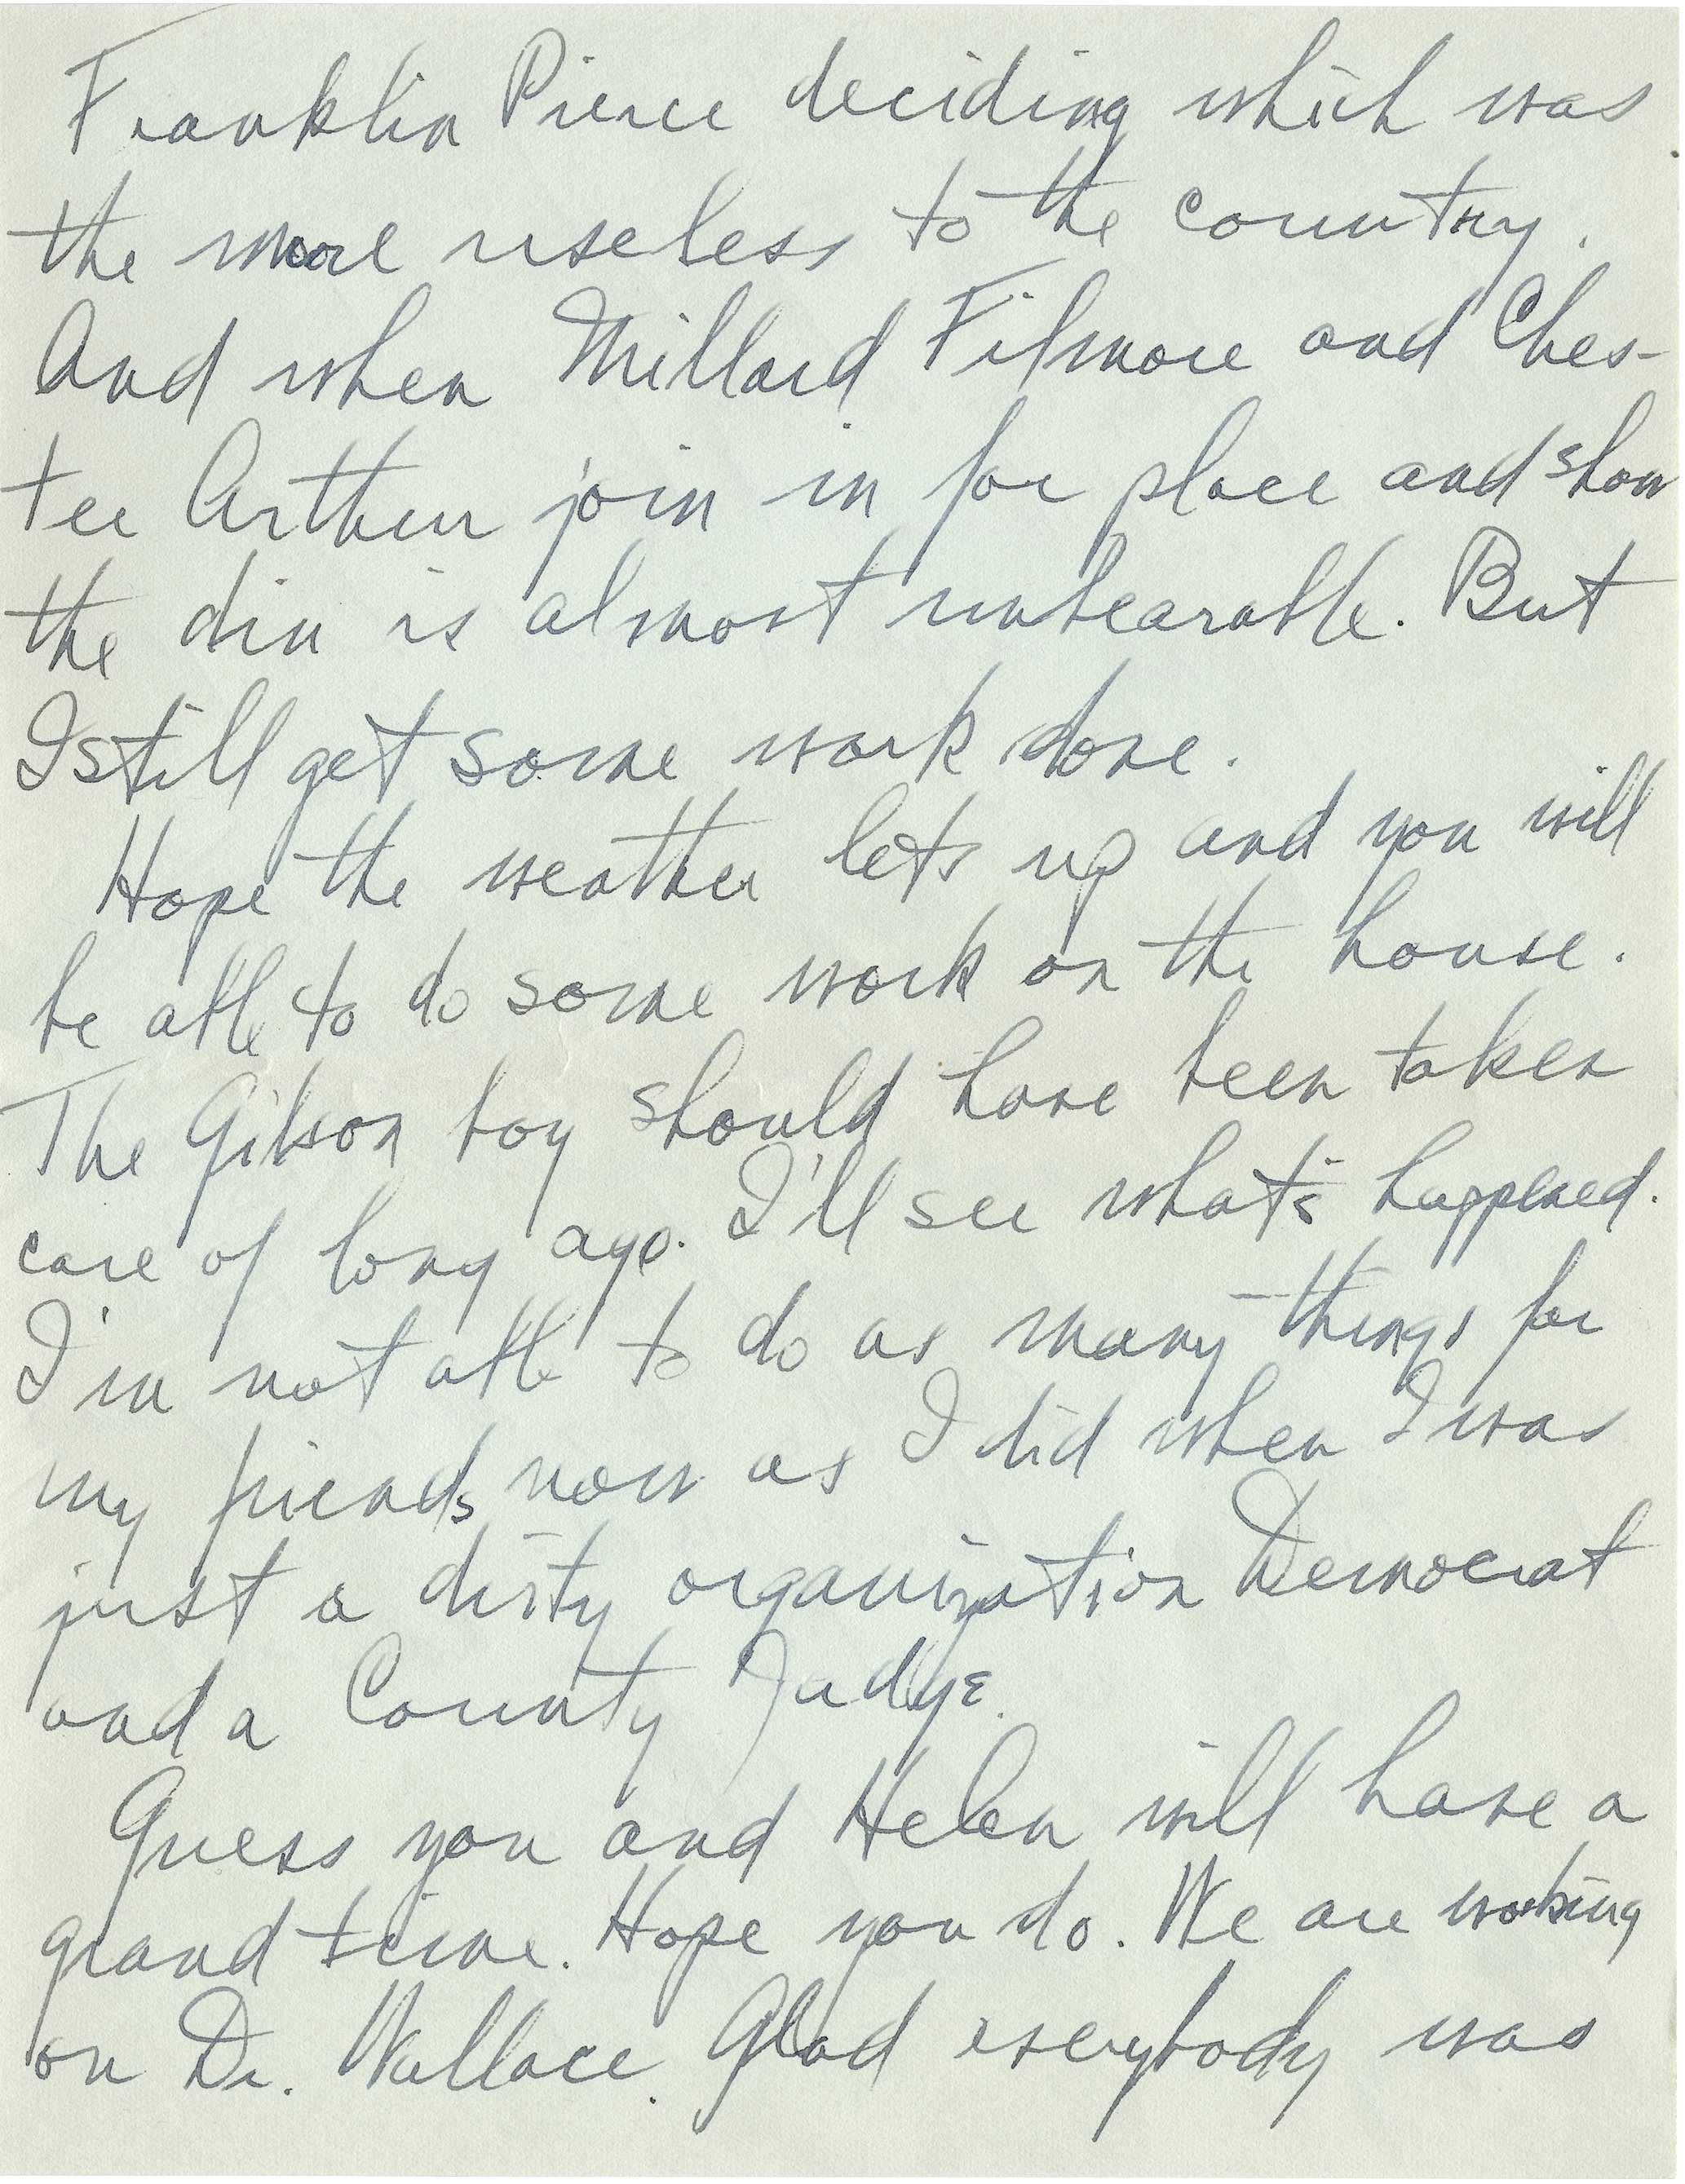 Franklin Pierce deciding which was
the more useless to the country.
And when Millard Filmore and Ches-
ter Arthur join in for place and show
the din is almost unbearable. But
I still get some work done.
Hope the weather lets up and you will
be able to do some work on the house.
The Gibson boy should have been taken
care of long ago. I'll see what's happened.
I'm not able to do as many things for
my friends now as I did when I was
just a dirty organization Democrat
and a County Judge.
Guess you and Helen will have a
grand time. Hope you do. We are working
on Dr. Wallace. Glad everybody was